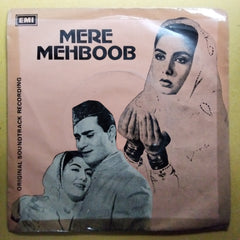 EMI
MERE
MEHBOOB
ORIGINAL SOUNDTRACK RECORDING